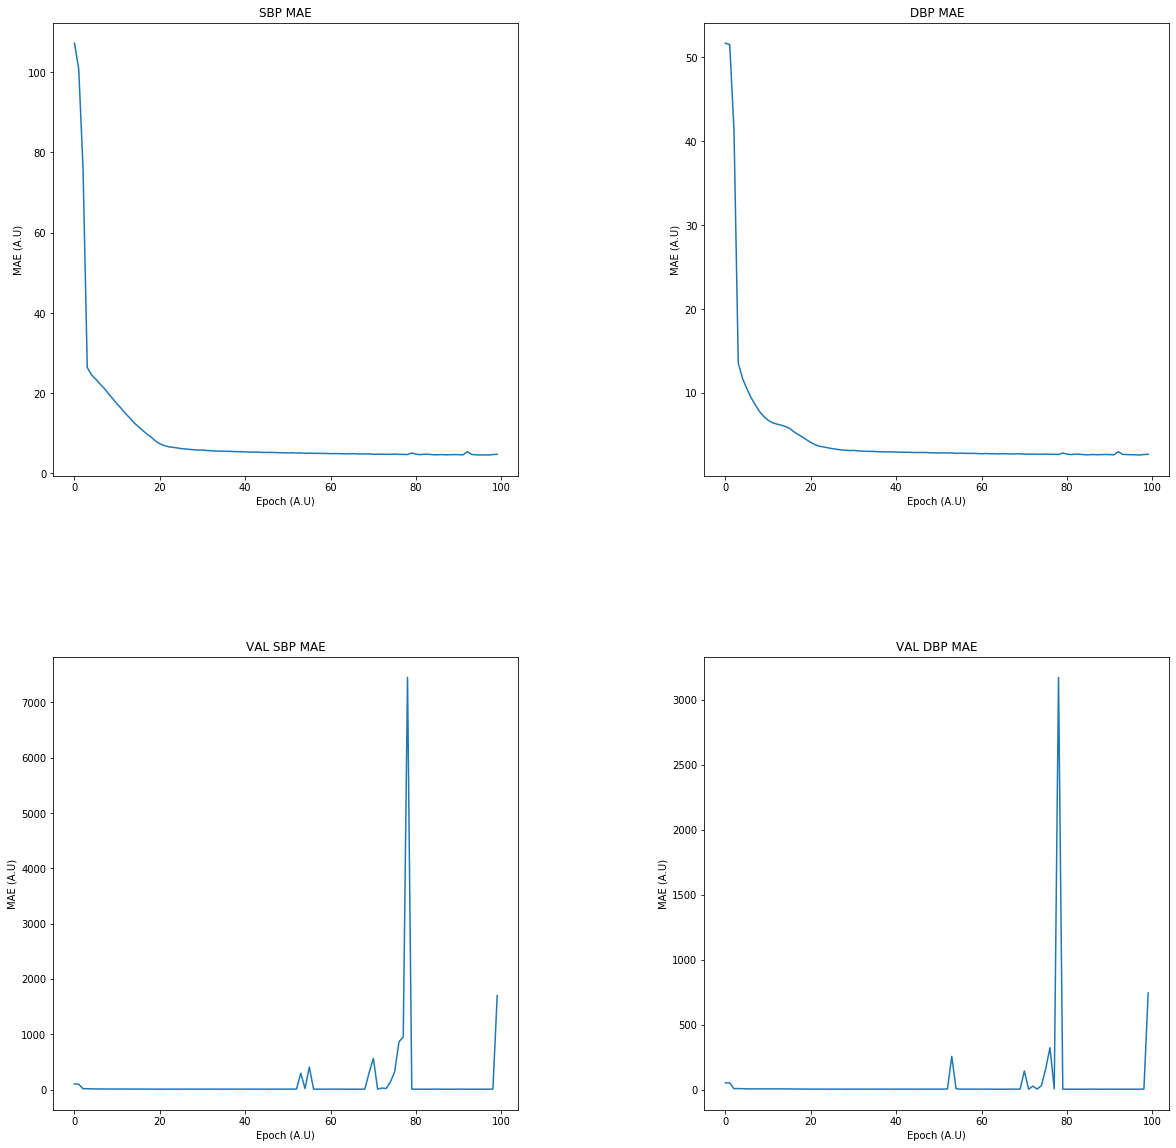 SBP MAE
MAE (A.U)
100
80
60
40
20
0
0 20 40 60 80 100
Epoch (A.U)
DBP MAE
MAE (A.U)
50
40
30
20
10
0 20 40 60 80 100
Epoch (A.U)
VAL SBP MAE
MAE (A.U)
7000
6000
5000
4000
3000
2000
1000
0
0 20 40 60 80 100
Epoch (A.U)
VAL DBP MAE
MAE (A.U)
3000
2500
2000
1500
1000
500
0
0 20 40 60 80 100
Epoch (A.U)